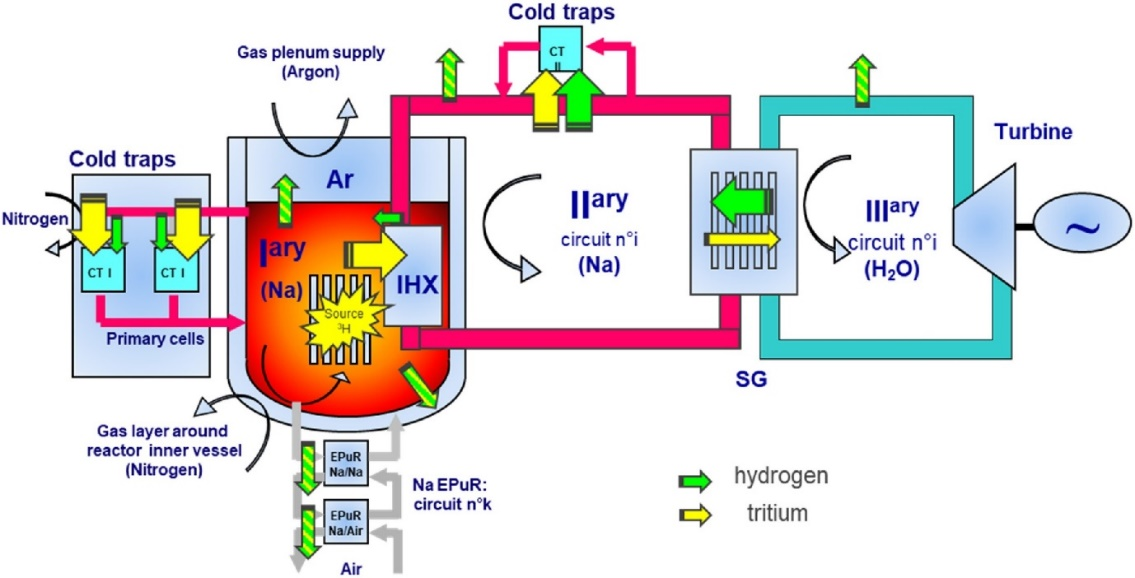 Cold traps
CT
II
Gas plenum supply
(Argon)
Turbine
Cold traps
Ar
Nitrogen
IIary
circuit n°i
(Na)
IIIary
circuit n°i
(H2O)
~
Iary
(Na)
IHX
CT I
CT I
Source
3H
Primary cells
SG
Gas layer around
reactor inner vessel
(Nitrogen)
EPuR
Na/Na
Na EPuR:
circuit n°k
EPuR
Na/Air
Air
hydrogen
tritium